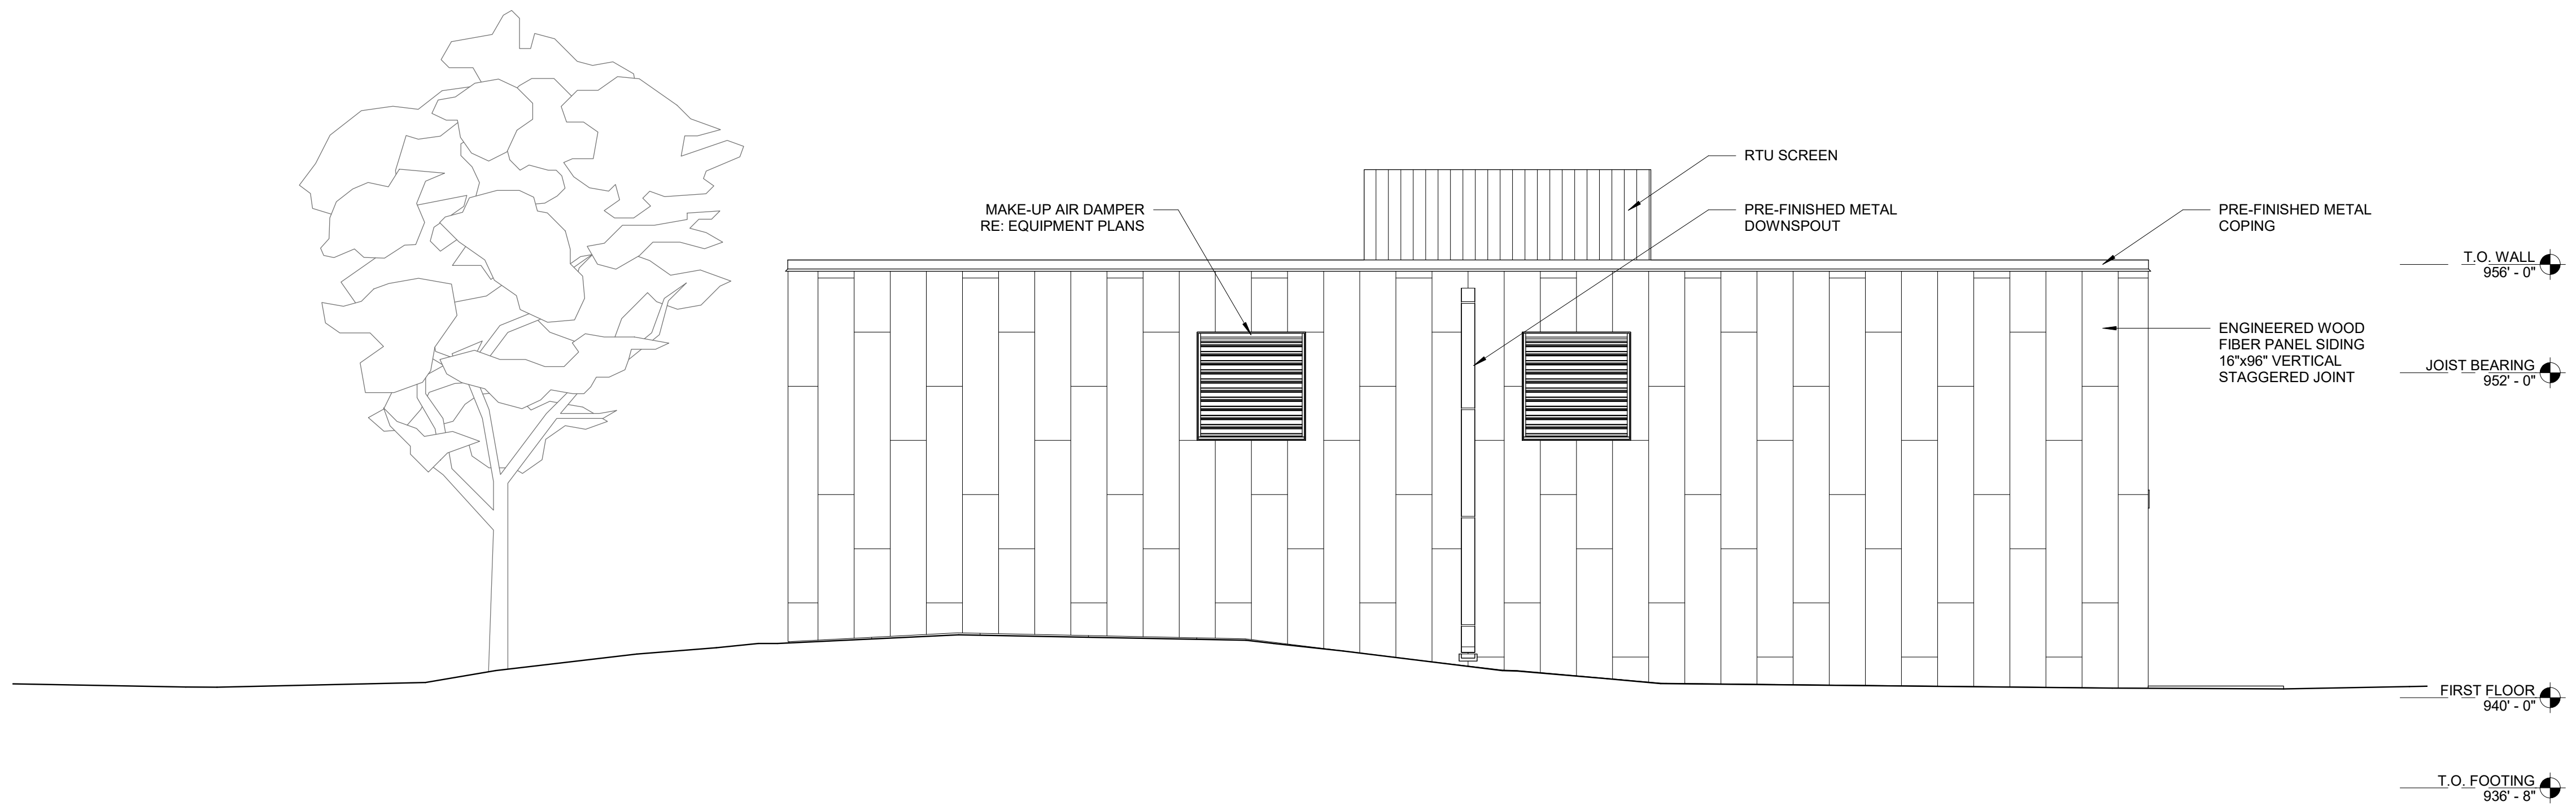 RTU SCREEN
MAKE-UP AIR DAMPER
RE: EQUIPMENT PLANS
PRE-FINISHED METAL
DOWNSPOUT
PRE-FINISHED METAL
COPING
T.O. WALL
956' - 0"
ENGINEERED WOOD
FIBER PANEL SIDING
16"x96" VERTICAL
STAGGERED JOINT
JOIST BEARING
952' - 0"
FIRST FLOOR
940' - 0"
T.O. FOOTING
936' - 8"